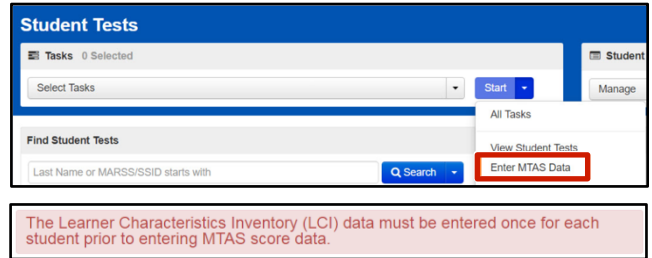 Student Tests
Tasks 0 Selected
Student
Select Tasks
Start
Manage
All Tasks
Find Student Tests
View Student Tests
Last Name or MARSS/SSID starts with
Search
Enter MTAS Data
The Learner Characteristics Inventory (LCI) data must be entered once for each
student prior to entering MTAS score data.